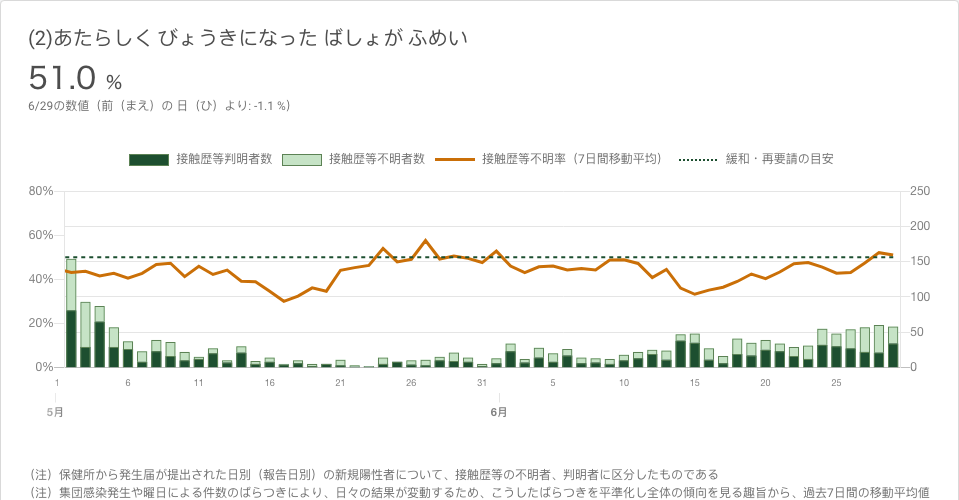 (2)あたらしく びょうきになった ばしょが ふめい
51.0 %
6/29の数値（前（まえ）の 日（ひ）より: -1.1 %）
接触歴等判明者数 接触歴等不明者数 接触歴等不明率（7日間移動平均） 緩和・再要請の目安
80% 250
200
60%
150
40%
100
20%
50
0% 0
1 6 11 16 21 26 31 5 10 15 20 25
5月 6月
（注）保健所から発生届が提出された日別（報告日別）の新規陽性者について、接触歴等の不明者、判明者に区分したものである
（注）集団感染発生や曜日による件数のばらつきにより、日々の結果が変動するため、こうしたばらつきを平準化し全体の傾向を見る趣旨から、過去7日間の移動平均値